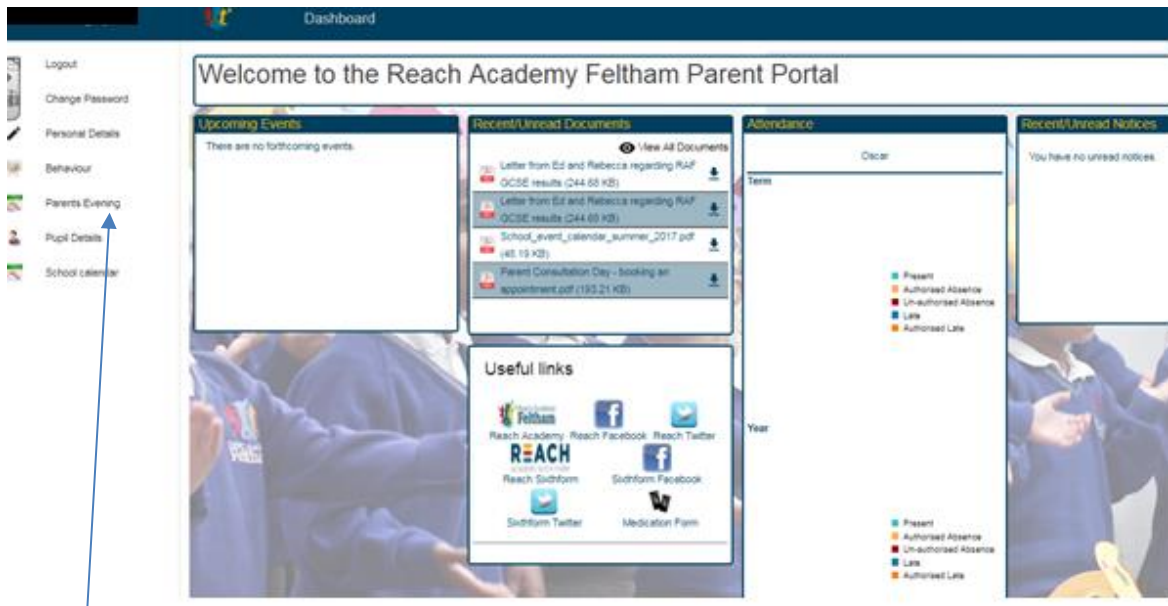 Dashboard
Logout
Change Password
Personal Details
Behaviour
Parents Evening
Pupil Details
School calendar
Welcome to the Reach Academy Feltham Parent Portal
Upcoming Events
There are no forthcoming events.
Recent/Unread Documents
View All Documents
Letter from Ed and Rebecca regarding RAF
GCSE results (244.68 KB)
Letter from Ed and Rebecca regarding RAF
GCSE results (244.68 KB)
School_event_calendar_summer_2017.pdf
(48.19 KB)
Parent Consultation Day - booking an
appointment.pdf (193.21 KB)
Useful links
Reach Academy
Feltham
Reach Academy Reach Facebook Reach Twitter
REACH
Reach Sixthform Sixthform Facebook
Sixthform Twitter Medication Form
Attendance
Oscar
Term
Present
Authorised Absence
Un-authorised Absence
Late
Authorised Late
Year
Present
Authorised Absence
Un-authorised Absence
Late
Authorised Late
Recent/Unread Notices
You have no unread notices.